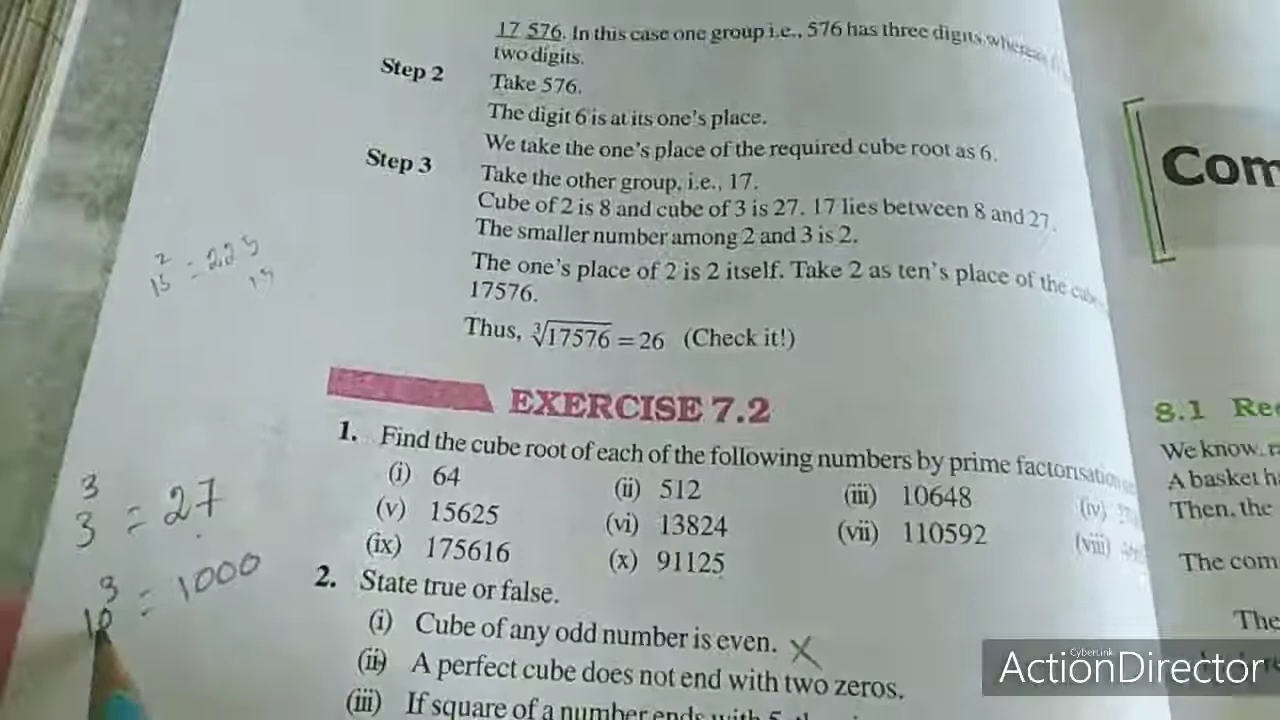 17 576. In this case one group i.e., 576 has three digits whereas
two digits.
Step 2
Take 576.
The digit 6 is at its one's place.
We take the one's place of the required cube root as 6.
Step 3
Take the other group, i.e., 17.
Cube of 2 is 8 and cube of 3 is 27. 17 lies between 8 and 27.
The smaller number among 2 and 3 is 2.
The one's place of 2 is 2 itself. Take 2 as ten's place of the
17576.
Thus, ∛17576 = 26 (Check it!)
15² = 225
15
EXERCISE 7.2
1. Find the cube root of each of the following numbers by prime factorisation
(i) 64 (ii) 512 (iii) 10648 (iv)
(v) 15625 (vi) 13824 (vii) 110592 (viii)
(ix) 175616 (x) 91125
2. State true or false.
(i) Cube of any odd number is even. X
(ii) A perfect cube does not end with two zeros.
(iii) If square of a number ends with 5,
3³ = 27
10³ = 1000
Com
8.1 Re
We know,
A basket h
Then, the
The com
The
CyberLink
ActionDirector